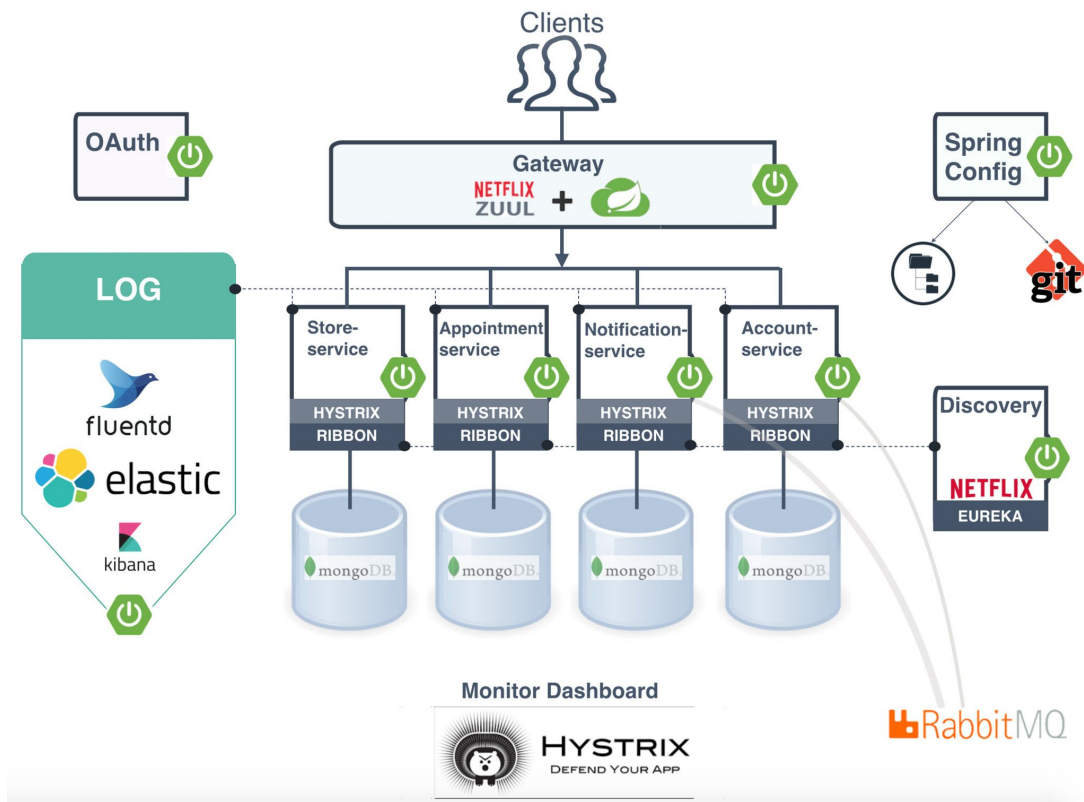 Clients
OAuth
Gateway
NETFLIX
ZUUL
+
Spring
Config
git
LOG
fluentd
elastic
kibana
Store-
service
HYSTRIX
RIBBON
Appointment
service
HYSTRIX
RIBBON
Notification-
service
HYSTRIX
RIBBON
Account-
service
HYSTRIX
RIBBON
Discovery
NETFLIX
EUREKA
mongoDB
mongoDB
mongoDB
mongoDB
Monitor Dashboard
HYSTRIX
DEFEND YOUR APP
RabbitMQ